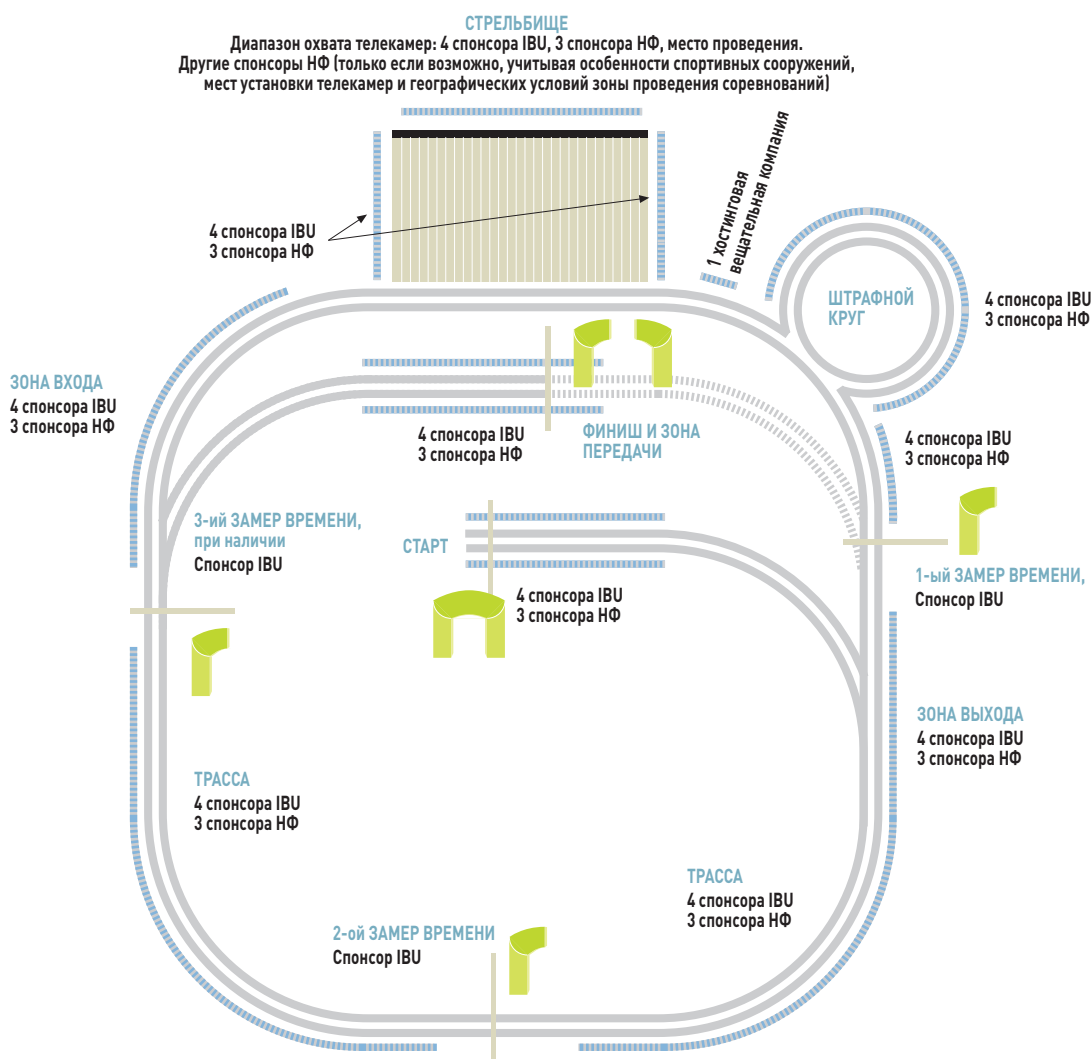 СТРЕЛЬБИЩЕ
Диапазон охвата телекамер: 4 спонсора IBU, 3 спонсора НФ, место проведения.
Другие спонсоры НФ (только если возможно, учитывая особенности спортивных сооружений,
мест установки телекамер и географических условий зоны проведения соревнований)
4 спонсора IBU
3 спонсора НФ
1 хостинговая
вещательная компания
ШТРАФНОЙ
КРУГ
4 спонсора IBU
3 спонсора НФ
ЗОНА ВХОДА
4 спонсора IBU
3 спонсора НФ
4 спонсора IBU
3 спонсора НФ
ФИНИШ И ЗОНА
ПЕРЕДАЧИ
4 спонсора IBU
3 спонсора НФ
3-ий ЗАМЕР ВРЕМЕНИ,
при наличии
Спонсор IBU
СТАРТ
4 спонсора IBU
3 спонсора НФ
1-ый ЗАМЕР ВРЕМЕНИ,
Спонсор IBU
ЗОНА ВЫХОДА
4 спонсора IBU
3 спонсора НФ
ТРАССА
4 спонсора IBU
3 спонсора НФ
ТРАССА
4 спонсора IBU
3 спонсора НФ
2-ой ЗАМЕР ВРЕМЕНИ
Спонсор IBU